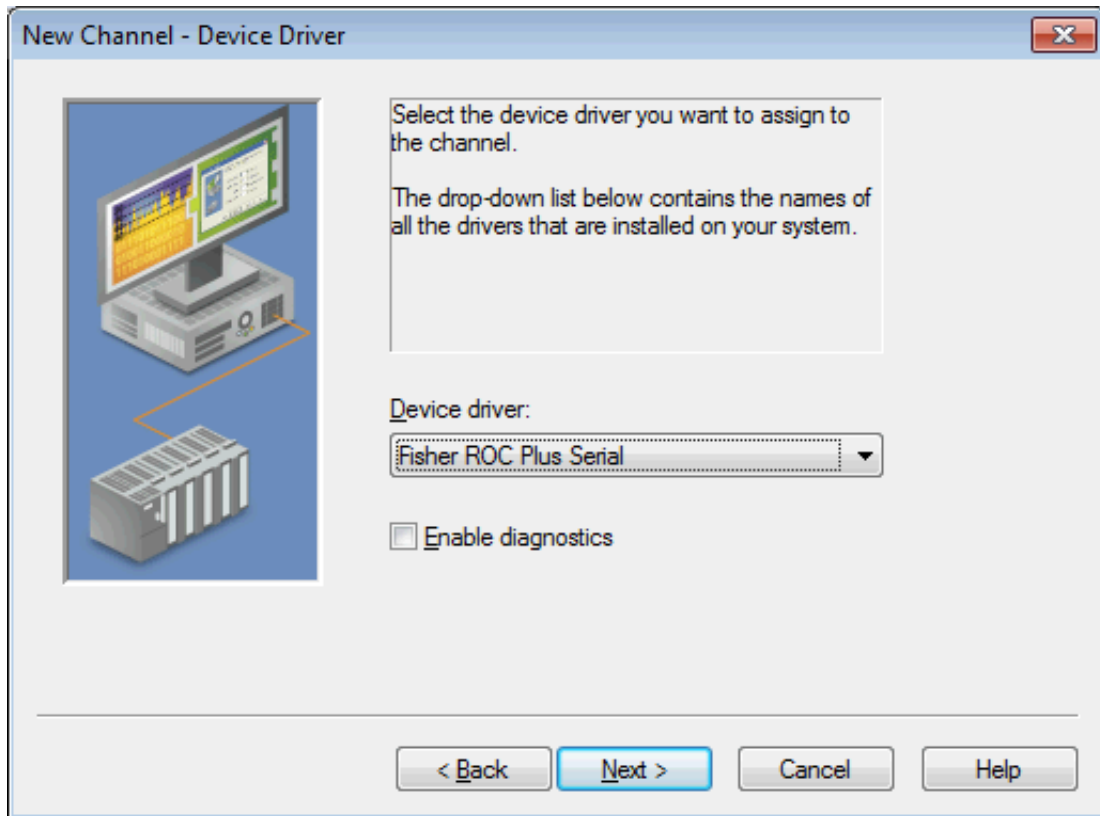 New Channel - Device Driver
Select the device driver you want to assign to
the channel.
The drop-down list below contains the names of
all the drivers that are installed on your system.
Device driver:
Fisher ROC Plus Serial
Enable diagnostics
< Back
Next >
Cancel
Help